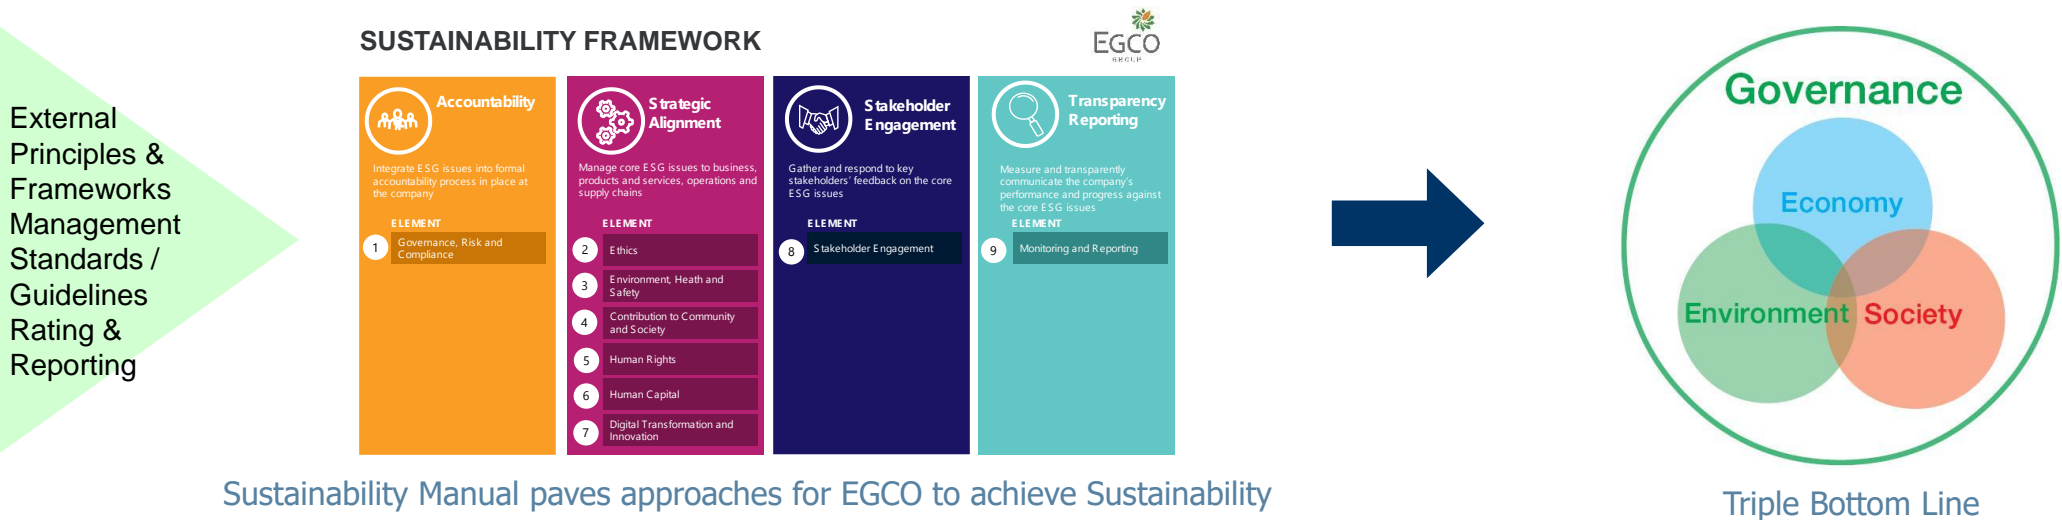 External
Principles &
Frameworks
Management
Standards /
Guidelines
Rating &
Reporting
SUSTAINABILITY FRAMEWORK
EGCO
GROUP
Accountability
Integrate ESG issues into formal
accountability process in place at
the company
ELEMENT
1
Governance, Risk and
Compliance
Strategic
Alignment
Manage core ESG issues to business,
products and services, operations and
supply chains
ELEMENT
2
Ethics
3
Environment, Heath and
Safety
4
Contribution to Community
and Society
5
Human Rights
6
Human Capital
7
Digital Transformation and
Innovation
Stakeholder
Engagement
Gather and respond to key
stakeholders’ feedback on the core
ESG issues
ELEMENT
8
Stakeholder Engagement
Transparency
Reporting
Measure and transparently
communicate the company’s
performance and progress against
the core ESG issues
ELEMENT
9
Monitoring and Reporting
Sustainability Manual paves approaches for EGCO to achieve Sustainability
Governance
Economy
Environment
Society
Triple Bottom Line